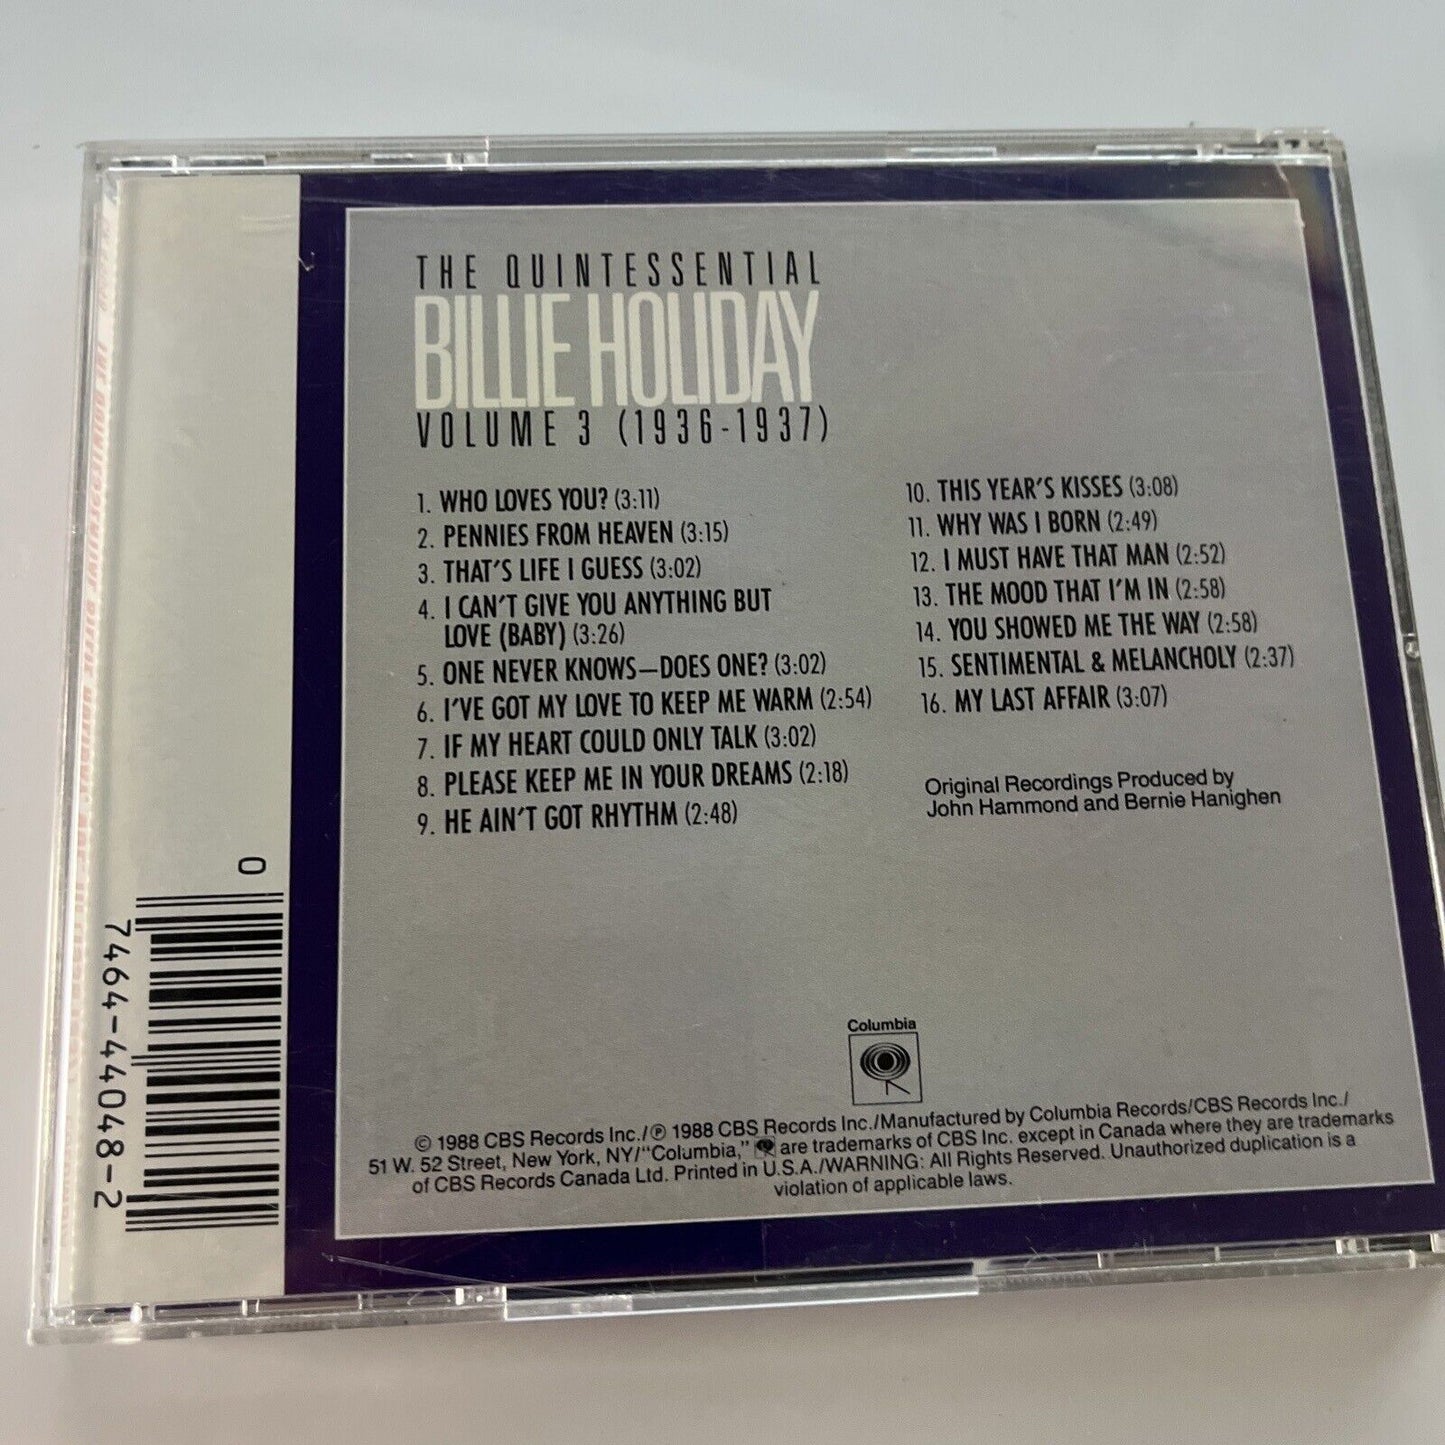 THE QUINTESSENTIAL
BILLIE HOLIDAY
VOLUME 3 (1936-1937)
1. WHO LOVES YOU? (3:11)
2. PENNIES FROM HEAVEN (3:15)
3. THAT'S LIFE I GUESS (3:02)
4. I CAN'T GIVE YOU ANYTHING BUT
LOVE (BABY) (3:26)
5. ONE NEVER KNOWS—DOES ONE? (3:02)
6. I'VE GOT MY LOVE TO KEEP ME WARM (2:54)
7. IF MY HEART COULD ONLY TALK (3:02)
8. PLEASE KEEP ME IN YOUR DREAMS (2:18)
9. HE AIN'T GOT RHYTHM (2:48)
10. THIS YEAR'S KISSES (3:08)
11. WHY WAS I BORN (2:49)
12. I MUST HAVE THAT MAN (2:52)
13. THE MOOD THAT I'M IN (2:58)
14. YOU SHOWED ME THE WAY (2:58)
15. SENTIMENTAL & MELANCHOLY (2:37)
16. MY LAST AFFAIR (3:07)
Original Recordings Produced by
John Hammond and Bernie Hanighen
Columbia
© 1988 CBS Records Inc./℗ 1988 CBS Records Inc./Manufactured by Columbia Records/CBS Records Inc./
51 W. 52 Street, New York, NY/"Columbia," are trademarks of CBS Inc. except in Canada where they are trademarks
of CBS Records Canada Ltd. Printed in U.S.A./WARNING: All Rights Reserved. Unauthorized duplication is a
violation of applicable laws.
0
7464-44048-2